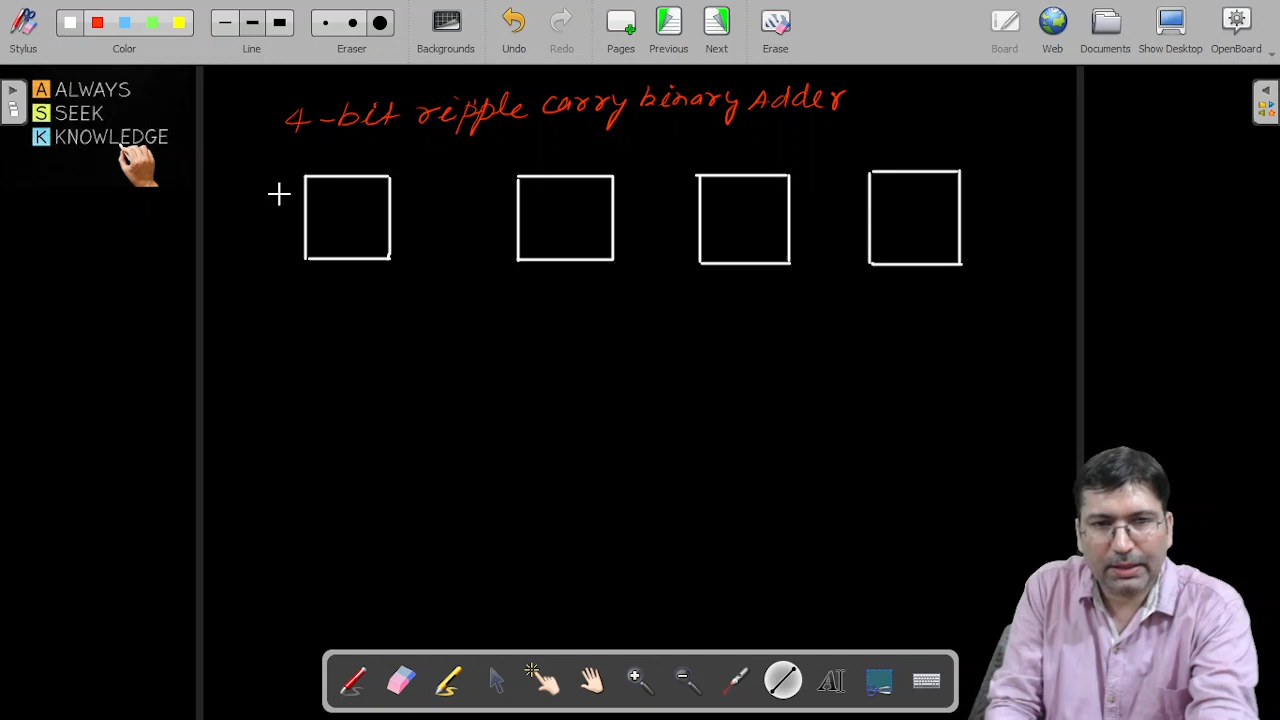 Stylus
Color
Line
Eraser
Backgrounds
Undo
Redo
Pages
Previous
Next
Erase
Board
Web
Documents
Show Desktop
OpenBoard
A ALWAYS
S SEEK
K KNOWLEDGE
4-bit ripple carry binary Adder
AI